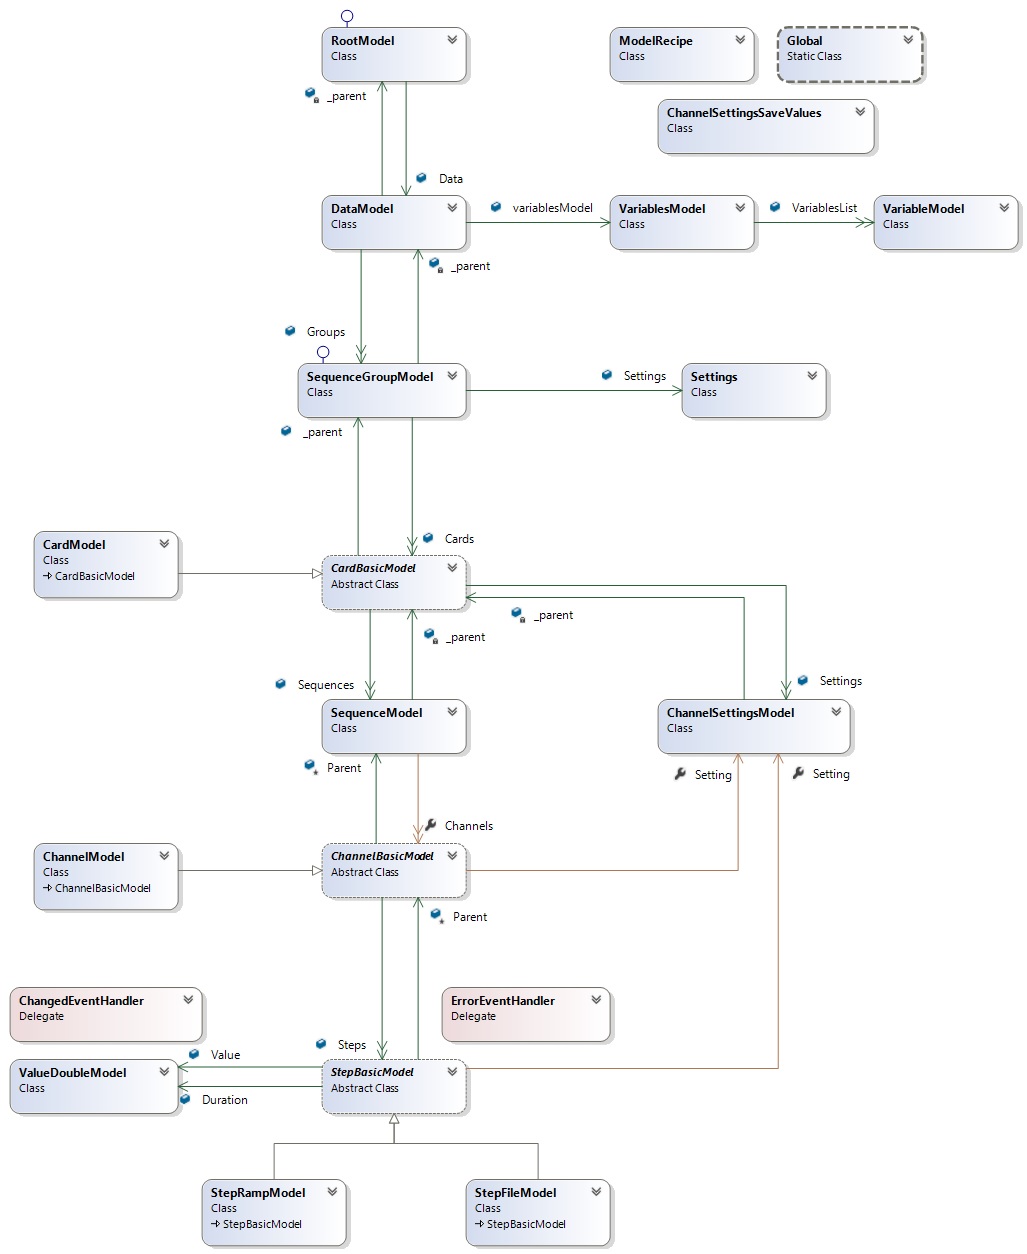 RootModel
Class
ModelRecipe
Class
Global
Static Class
_parent
ChannelSettingsSaveValues
Class
Data
DataModel
Class
variablesModel
VariablesModel
Class
VariablesList
VariableModel
Class
_parent
Groups
SequenceGroupModel
Class
Settings
Settings
Class
_parent
Cards
CardModel
Class
CardBasicModel
CardBasicModel
Abstract Class
_parent
_parent
Sequences
Settings
SequenceModel
Class
ChannelSettingsModel
Class
Parent
Setting
Setting
Channels
ChannelModel
Class
ChannelBasicModel
ChannelBasicModel
Abstract Class
Parent
ChangedEventHandler
Delegate
ErrorEventHandler
Delegate
Steps
Value
ValueDoubleModel
Class
StepBasicModel
Abstract Class
Duration
StepRampModel
Class
StepBasicModel
StepFileModel
Class
StepBasicModel